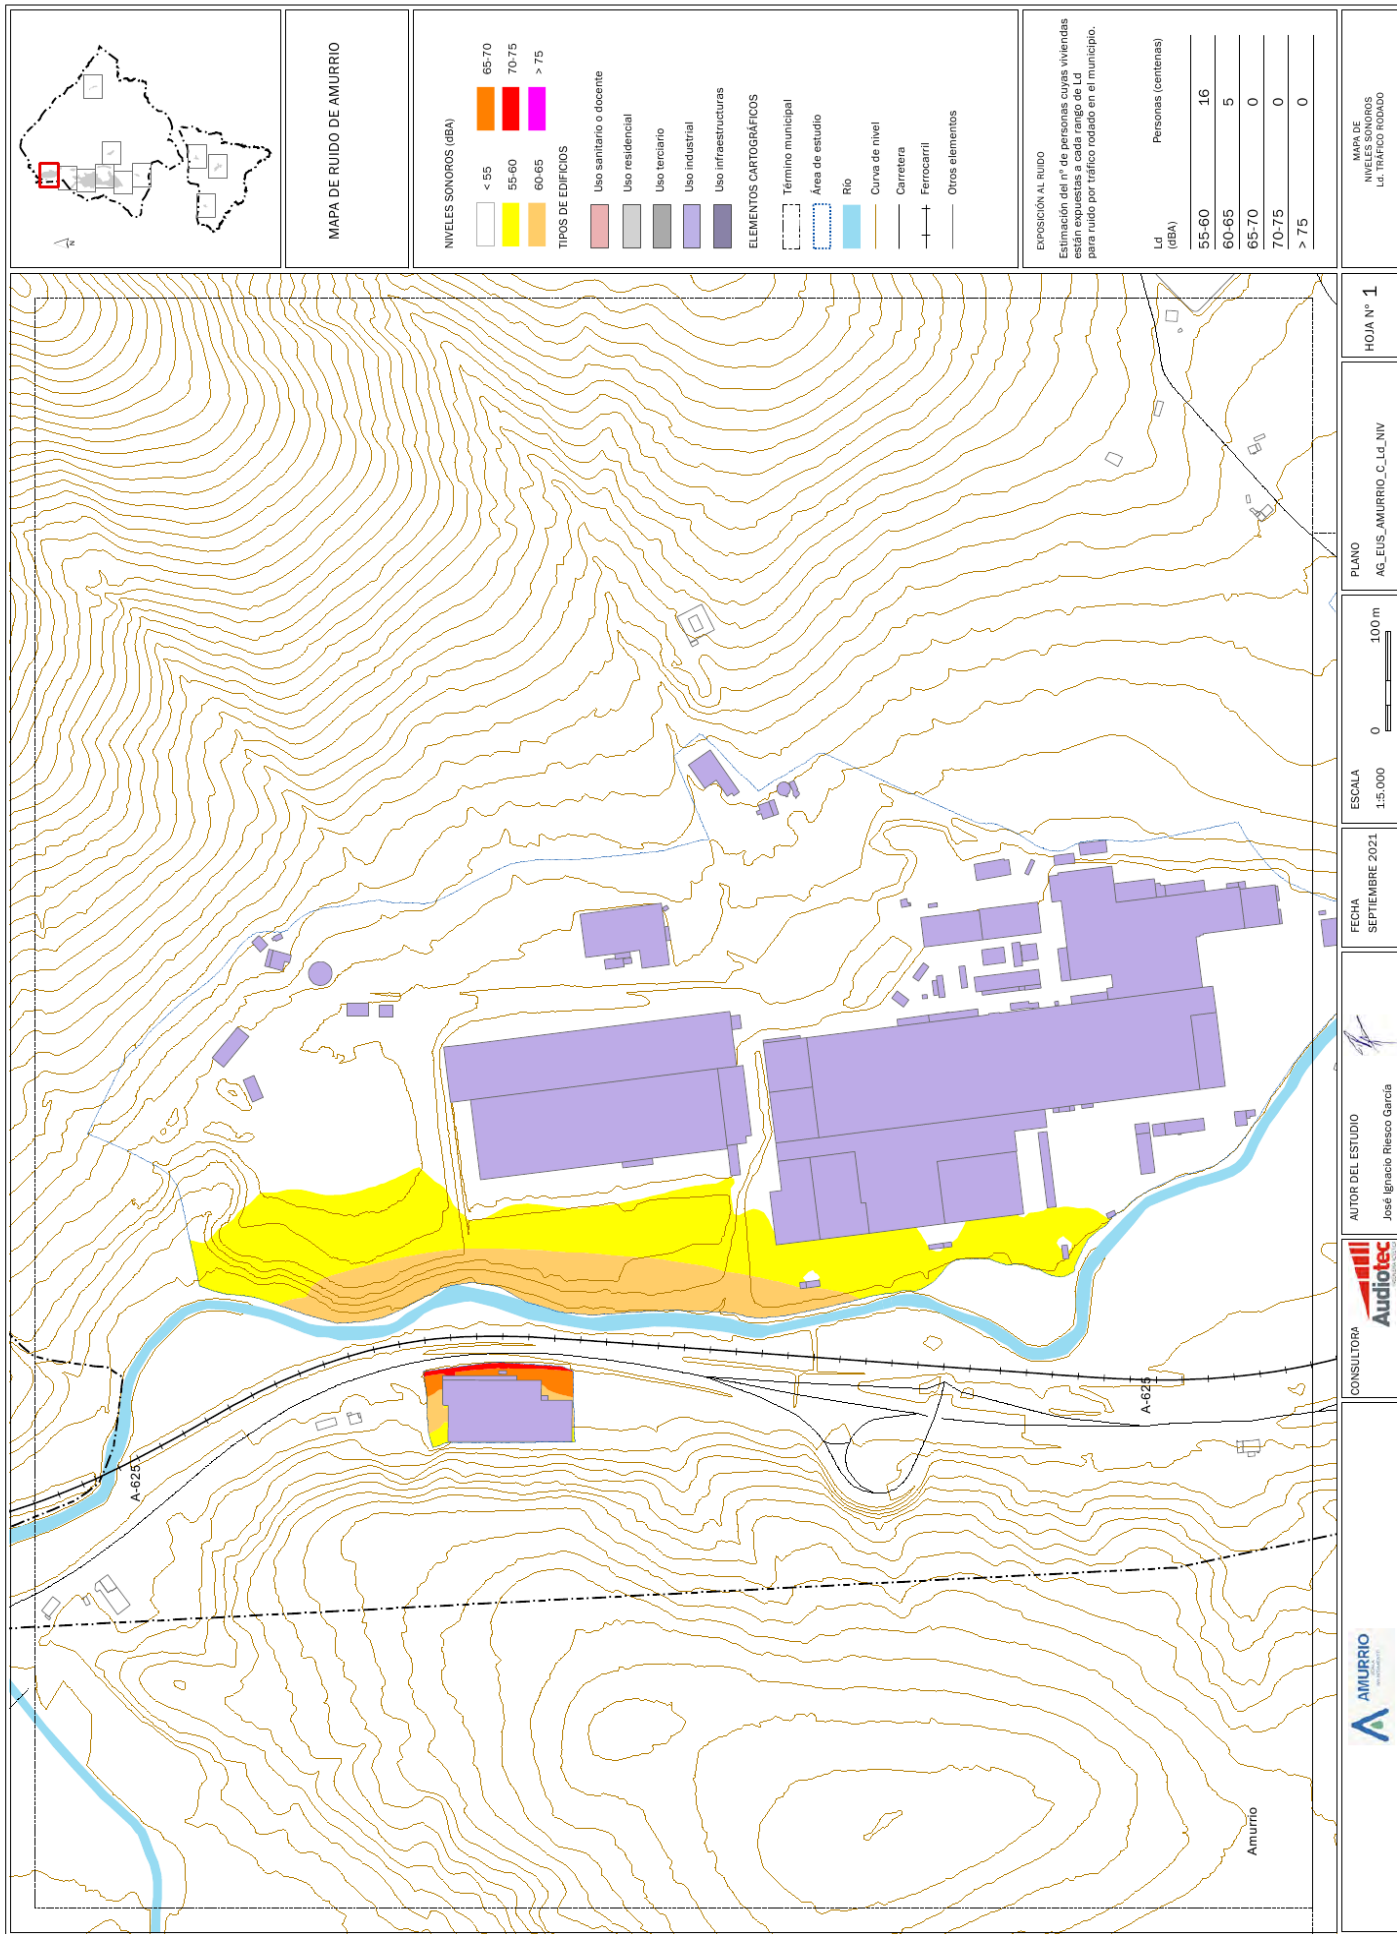 MAPA DE RUIDO DE AMURRIO
NIVELES SONOROS (dBA)
< 55
55-60
60-65
65-70
70-75
> 75
TIPOS DE EDIFICIOS
Uso sanitario o docente
Uso residencial
Uso terciario
Uso industrial
Uso infraestructuras
ELEMENTOS CARTOGRÁFICOS
Término municipal
Área de estudio
Río
Curva de nivel
Carretera
Ferrocarril
Otros elementos
EXPOSICIÓN AL RUIDO
Estimación del nº de personas cuyas viviendas
están expuestas a cada rango de Ld
para ruido por tráfico rodado en el municipio.
Ld Personas (centenas)
(dBA)
55-60 16
60-65 5
65-70 0
70-75 0
> 75 0
MAPA DE
NIVELES SONOROS
Ld. TRÁFICO RODADO
A-625
A-625
Amurrio
AMURRIO
CONSULTORA
Audiotec
AUTOR DEL ESTUDIO
José Ignacio Riesco García
FECHA
SEPTIEMBRE 2021
ESCALA
1:5.000
0 100 m
PLANO
AG_EUS_AMURRIO_C_Ld_NIV
HOJA Nº 1